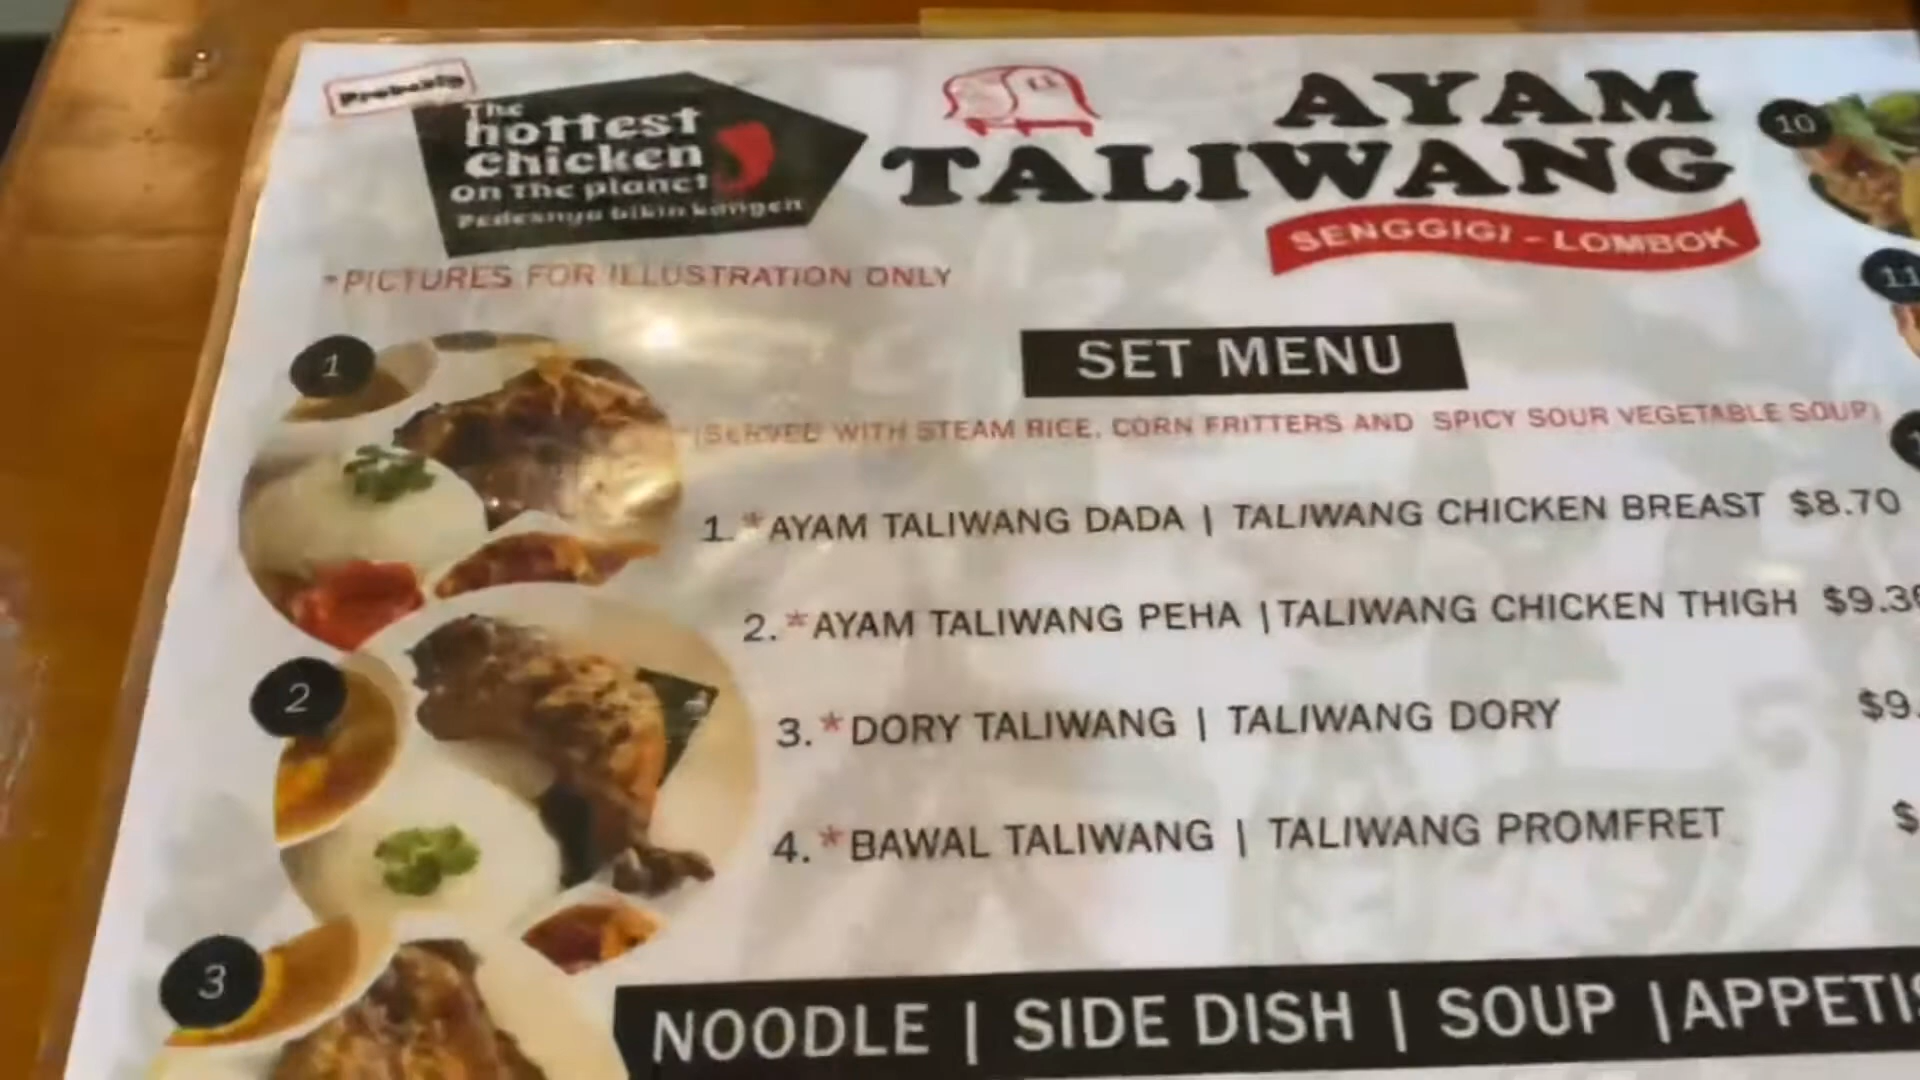 Probably
The
hottest
chicken
on the planet
Pedesnya bikin kangen
AYAM
TALIWANG
SENGGIGI - LOMBOK
*PICTURES FOR ILLUSTRATION ONLY
SET MENU
*(SERVED WITH STEAM RICE, CORN FRITTERS AND SPICY SOUR VEGETABLE SOUP)
1.*AYAM TALIWANG DADA | TALIWANG CHICKEN BREAST $8.70
2.*AYAM TALIWANG PEHA | TALIWANG CHICKEN THIGH
3.*DORY TALIWANG | TALIWANG DORY $9.
4.*BAWAL TALIWANG | TALIWANG PROMFRET $
NOODLE | SIDE DISH | SOUP |
1
2
3
10
11